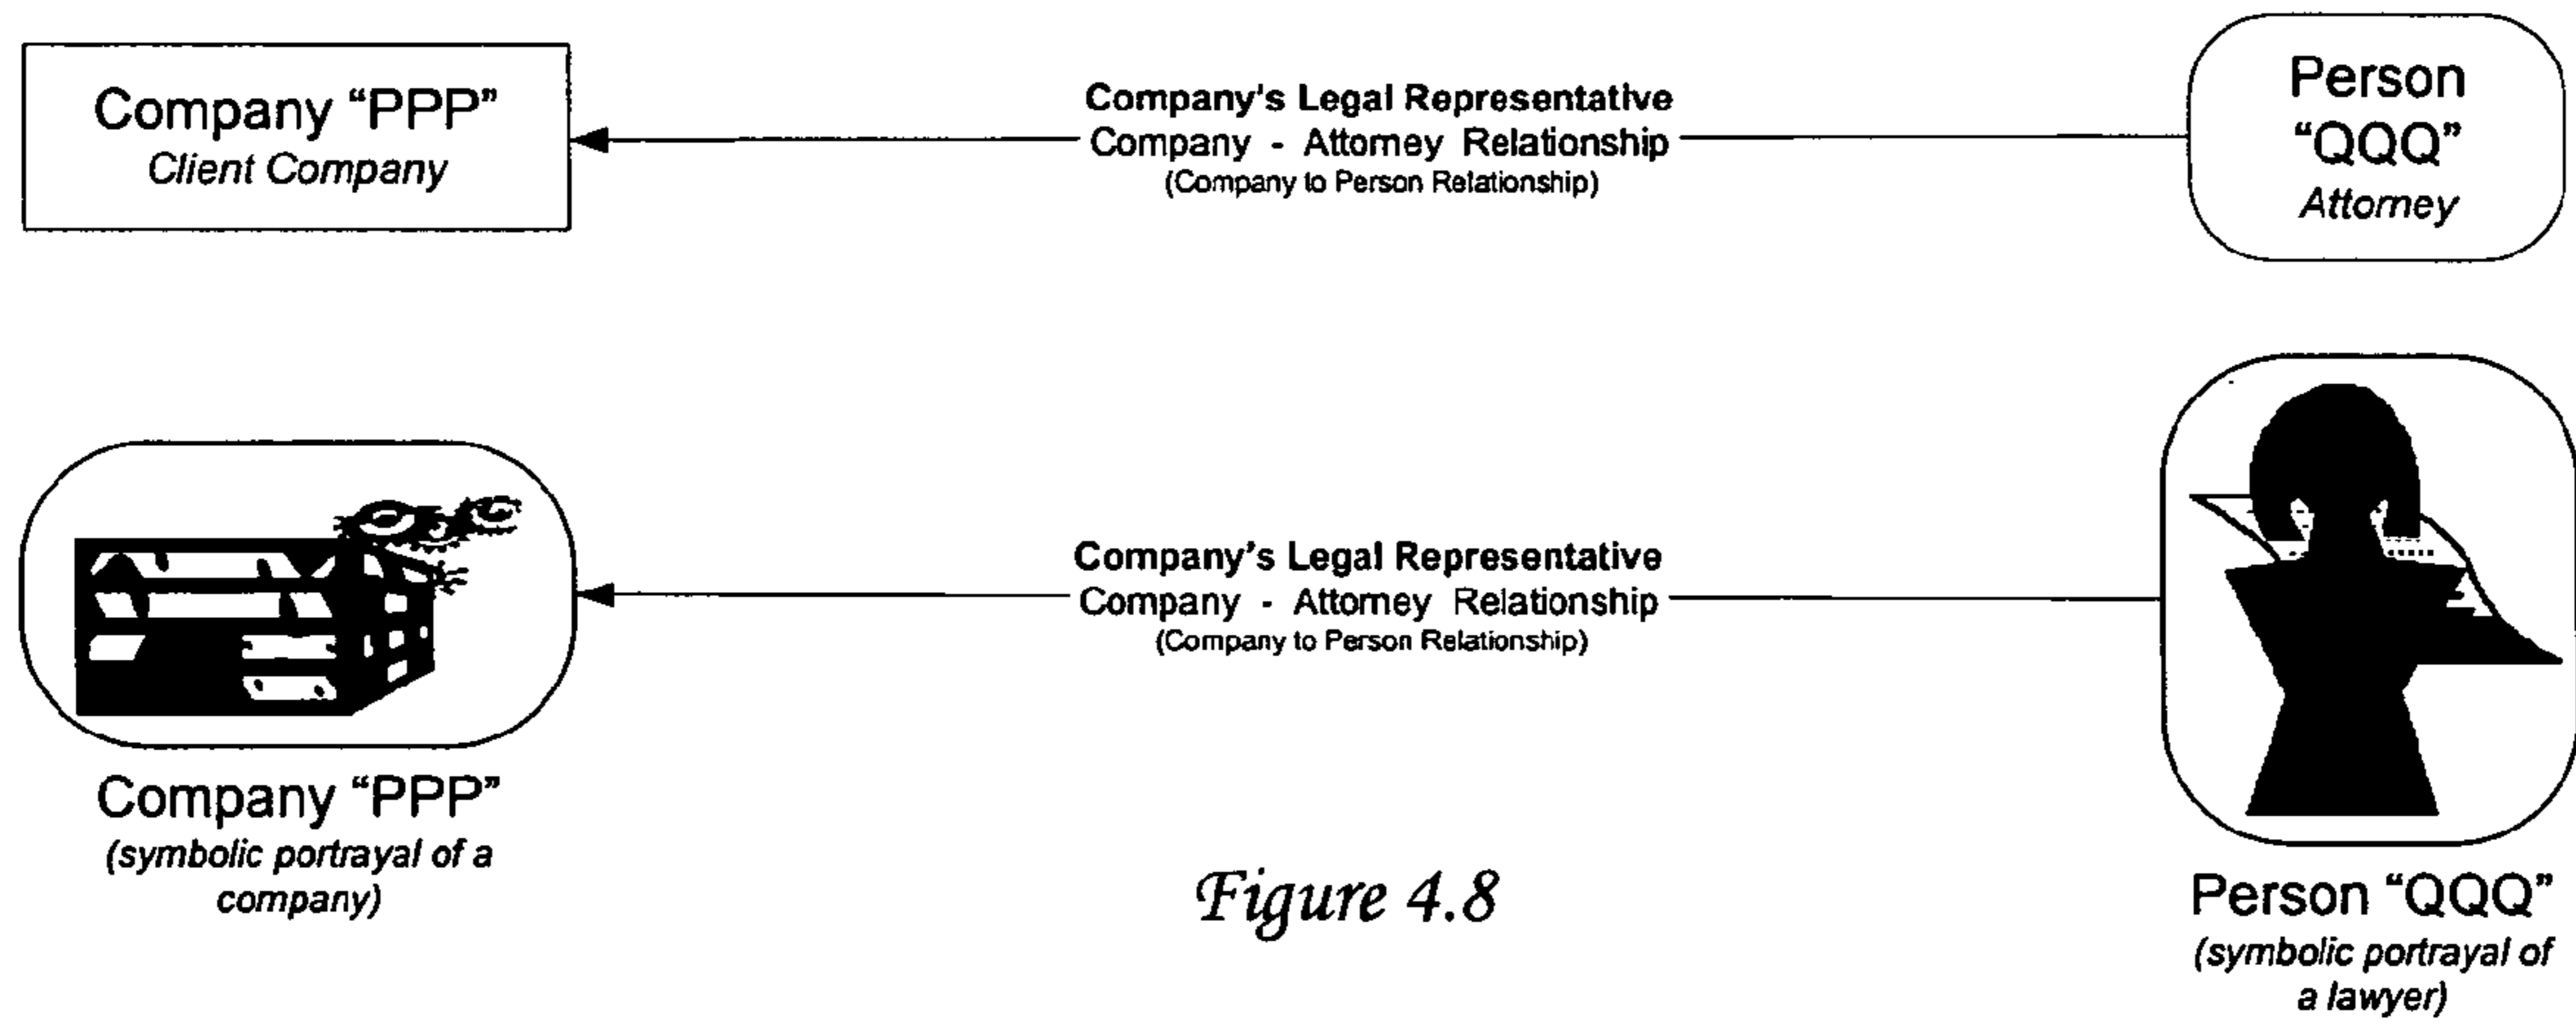 Company “PPP”
Client Company
Company's Legal Representative
Company - Attorney Relationship
(Company to Person Relationship)
Person
“QQQ”
Attorney
Company's Legal Representative
Company - Attorney Relationship
(Company to Person Relationship)
Company “PPP”
(symbolic portrayal of a
company)
Person “QQQ”
(symbolic portrayal of
a lawyer)
Figure 4.8